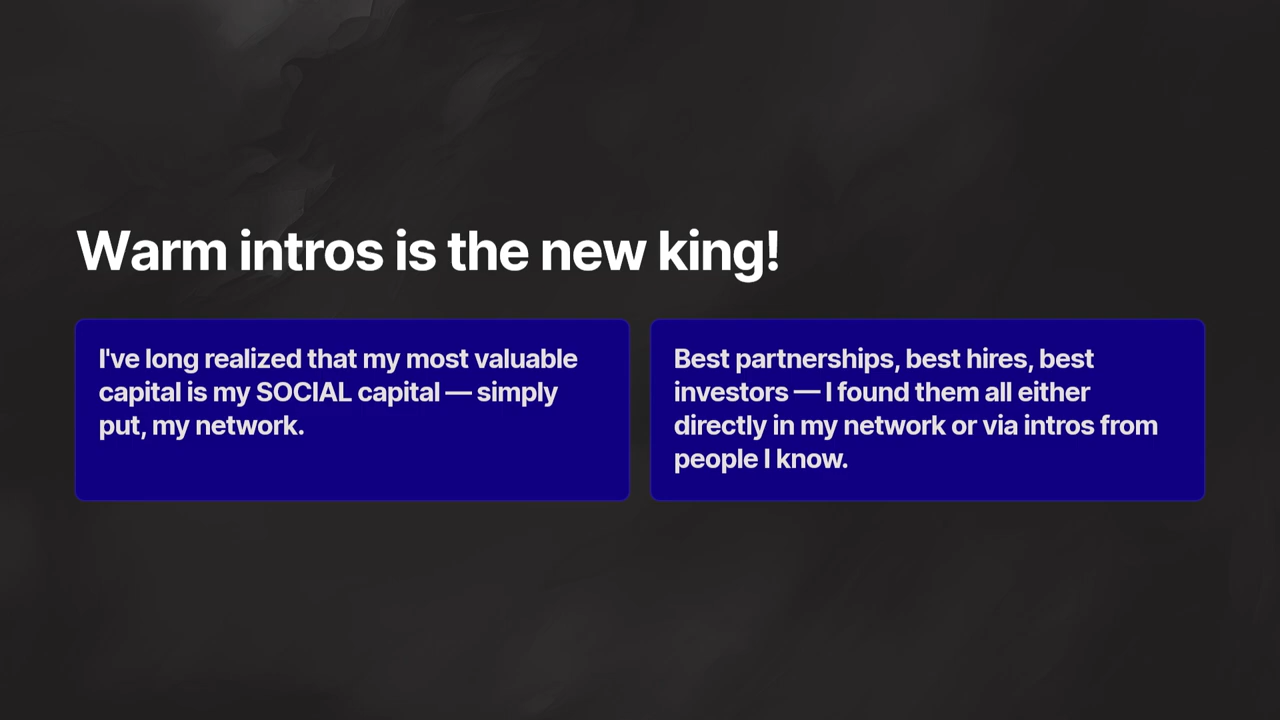 Warm intros is the new king!
I've long realized that my most valuable
capital is my SOCIAL capital — simply
put, my network.
Best partnerships, best hires, best
investors — I found them all either
directly in my network or via intros from
people I know.